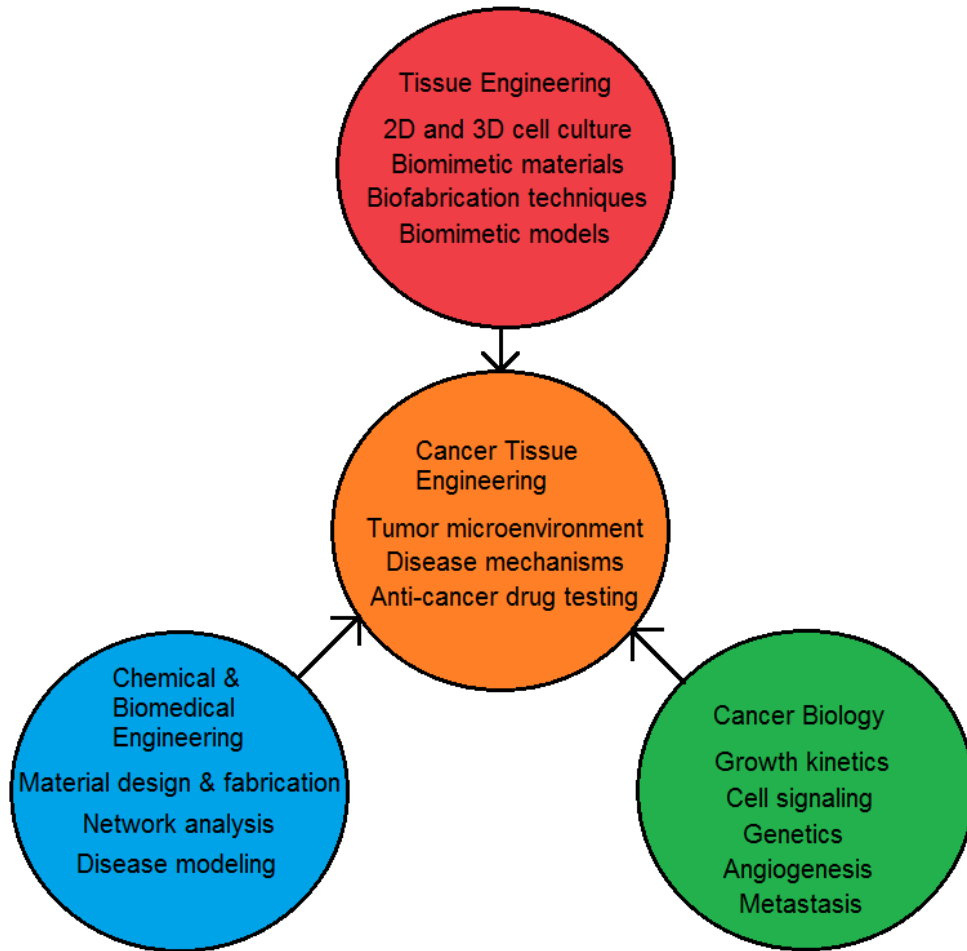 Tissue Engineering
2D and 3D cell culture
Biomimetic materials
Biofabrication techniques
Biomimetic models
Cancer Tissue
Engineering
Tumor microenvironment
Disease mechanisms
Anti-cancer drug testing
Chemical &
Biomedical
Engineering
Material design & fabrication
Network analysis
Disease modeling
Cancer Biology
Growth kinetics
Cell signaling
Genetics
Angiogenesis
Metastasis